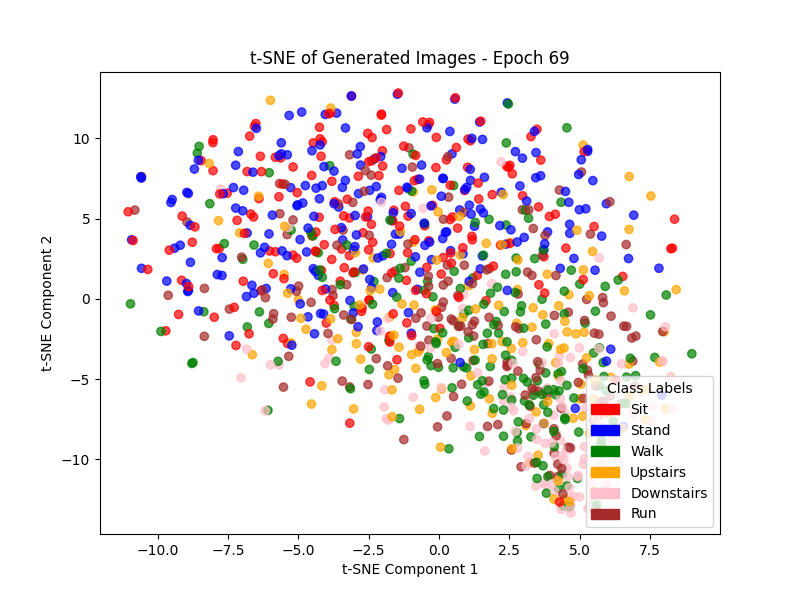 t-SNE of Generated Images - Epoch 69
t-SNE Component 2
10
5
0
−5
−10
−10.0
−7.5
−5.0
−2.5
0.0
2.5
5.0
7.5
t-SNE Component 1
Class Labels
Sit
Stand
Walk
Upstairs
Downstairs
Run